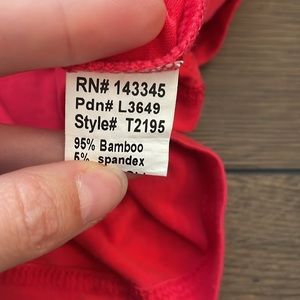 RN# 143345
Pdn# L3649
Style# T2195
95% Bamboo
5% spandex